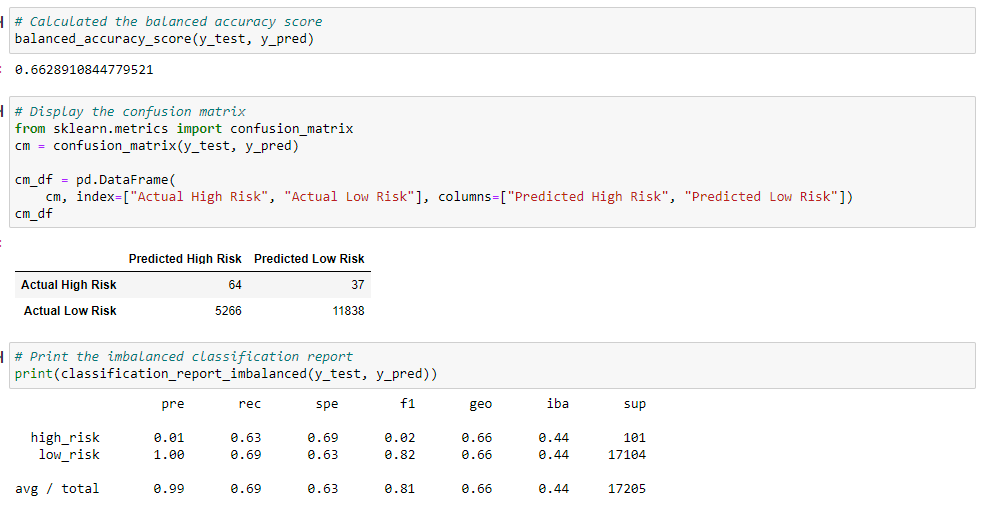 # Calculated the balanced accuracy score
balanced_accuracy_score(y_test, y_pred)
0.6628910844779521
# Display the confusion matrix
from sklearn.metrics import confusion_matrix
cm = confusion_matrix(y_test, y_pred)
cm_df = pd.DataFrame(
    cm, index=["Actual High Risk", "Actual Low Risk"], columns=["Predicted High Risk", "Predicted Low Risk"])
cm_df
Predicted High Risk Predicted Low Risk
Actual High Risk 64 37
Actual Low Risk 5266 11838
# Print the imbalanced classification report
print(classification_report_imbalanced(y_test, y_pred))
pre rec spe f1 geo iba sup
high_risk 0.01 0.63 0.69 0.02 0.66 0.44 101
low_risk 1.00 0.69 0.63 0.82 0.66 0.44 17104
avg / total 0.99 0.69 0.63 0.81 0.66 0.44 17205